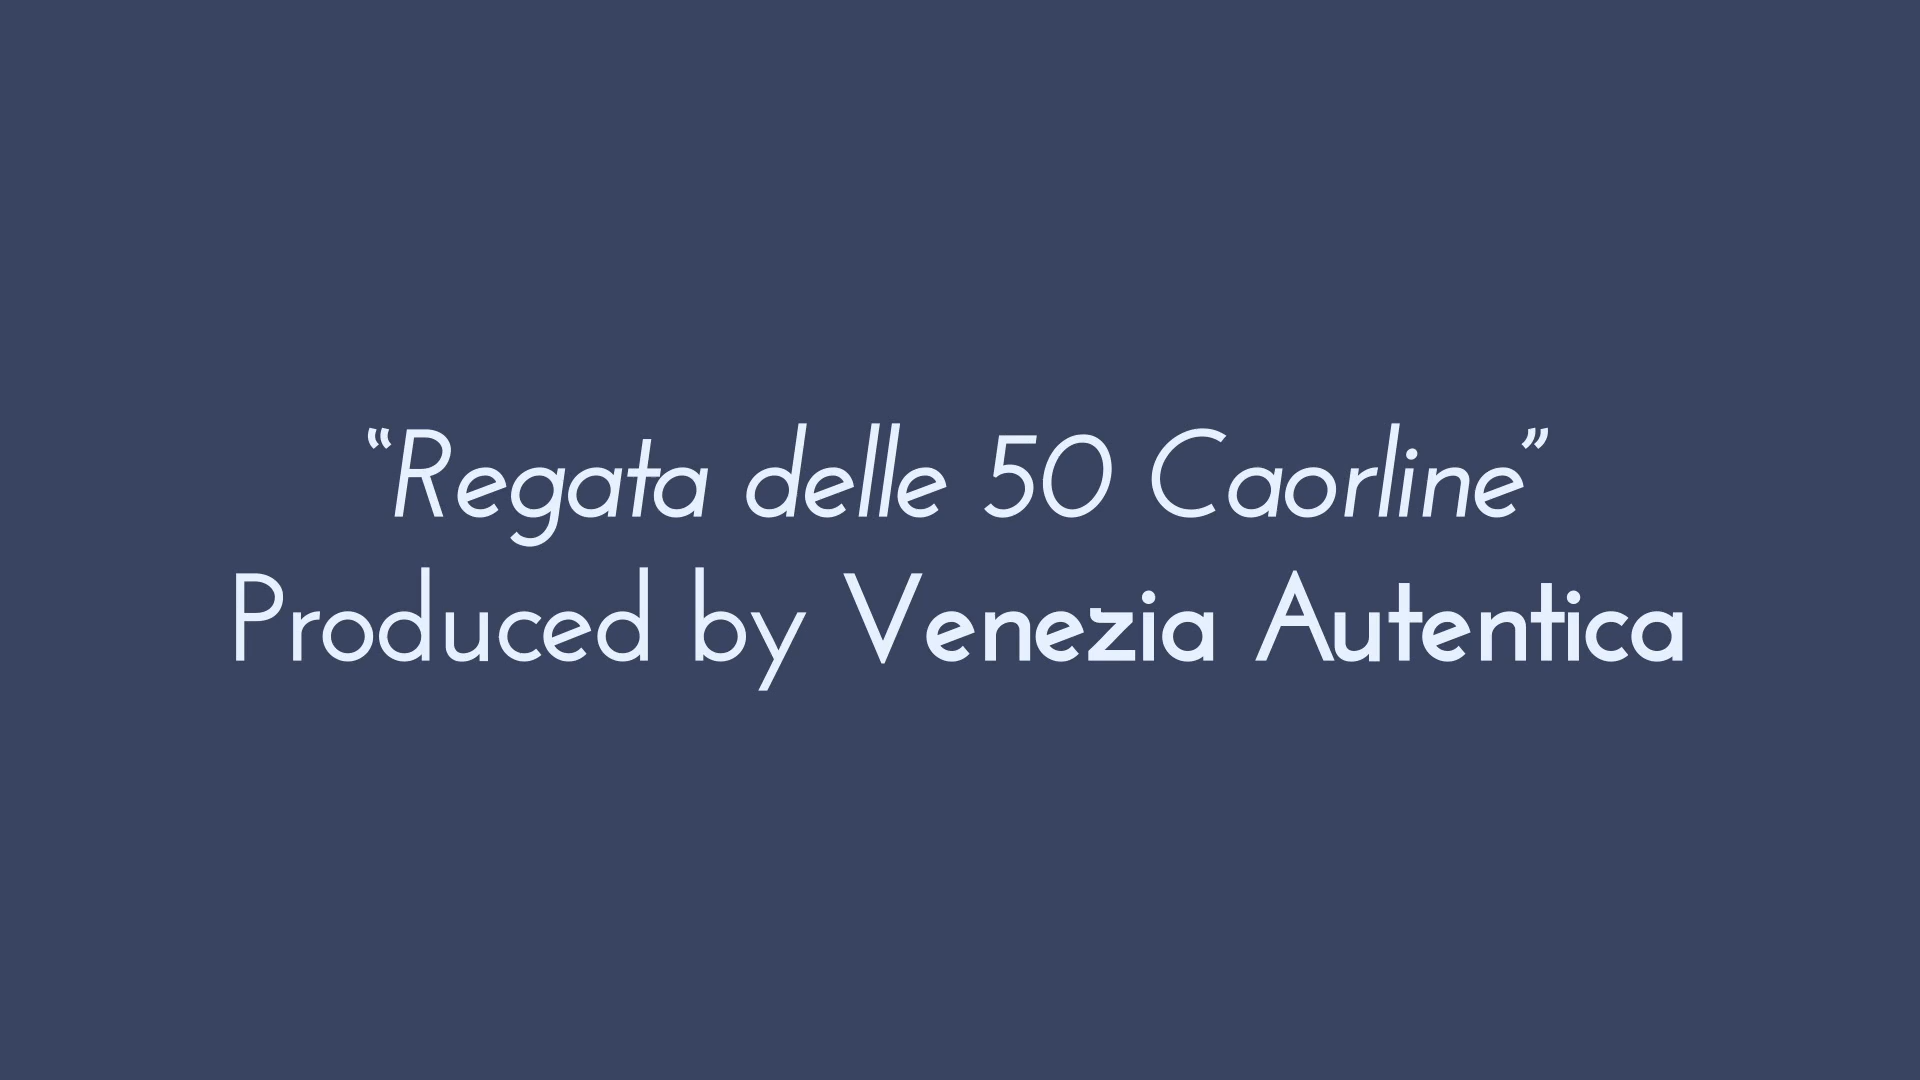 “Regata delle 50 Caorline”
Produced by Venezia Autentica